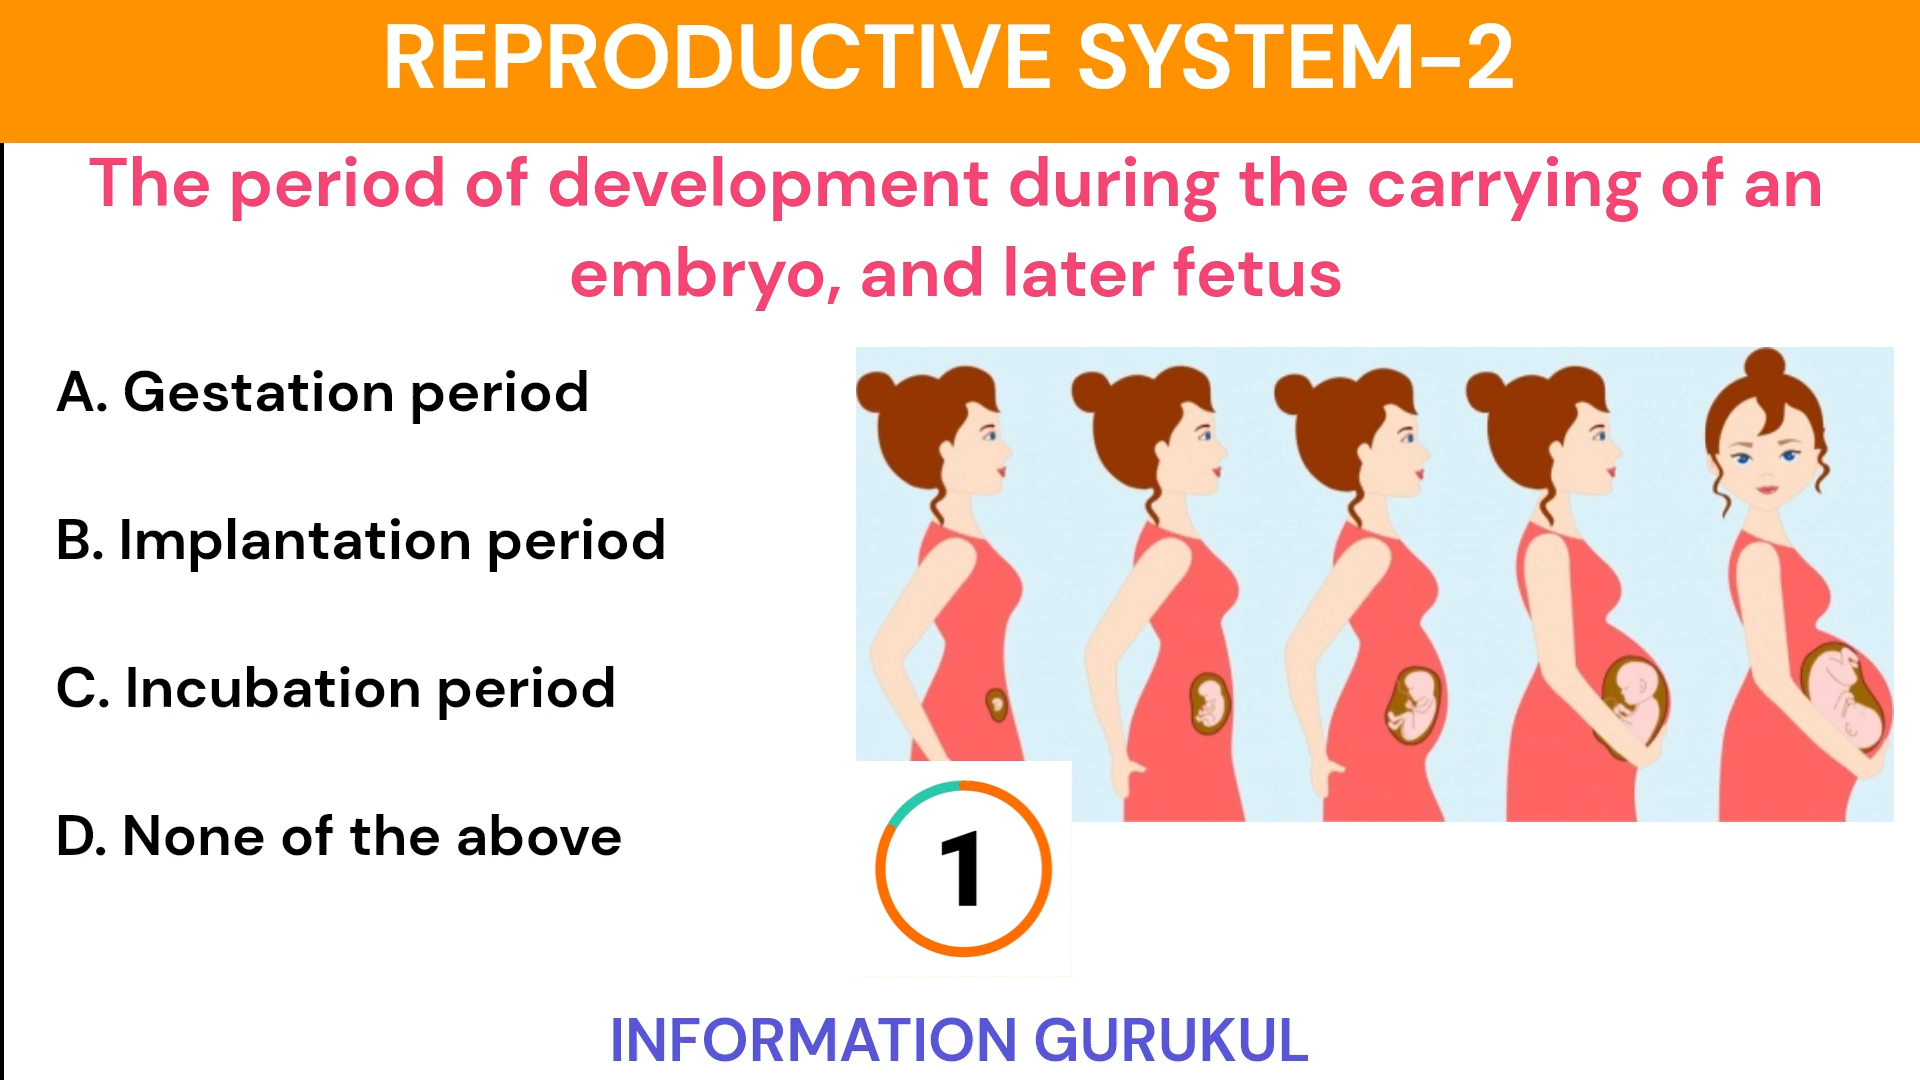 REPRODUCTIVE SYSTEM-2
The period of development during the carrying of an
embryo, and later fetus
A. Gestation period
B. Implantation period
C. Incubation period
D. None of the above
1
INFORMATION GURUKUL